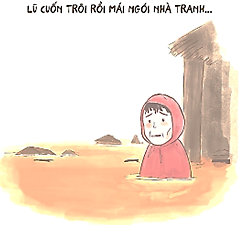 LŨ CUỐN TRÔI RỒI MÁI NGÓI NHÀ TRANH...